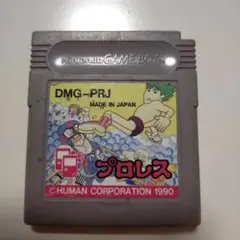 Nintendo GAME BOY
DMG-PRJ
MADE IN JAPAN
プロレス
© HUMAN CORPORATION 1990